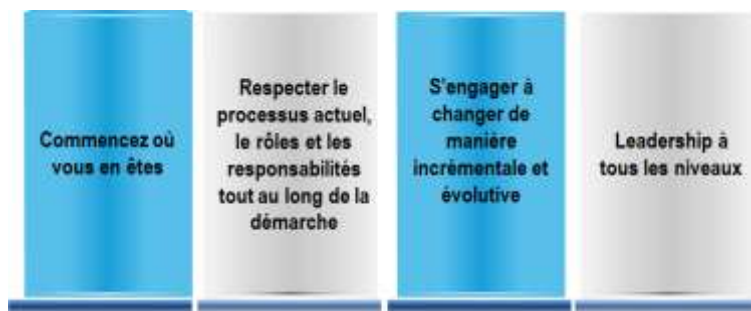 Commencez où
vous en êtes
Respecter le
processus actuel,
le rôles et les
responsabilités
tout au long de la
démarche
S'engager à
changer de
manière
incrémentale et
évolutive
Leadership à
tous les niveaux